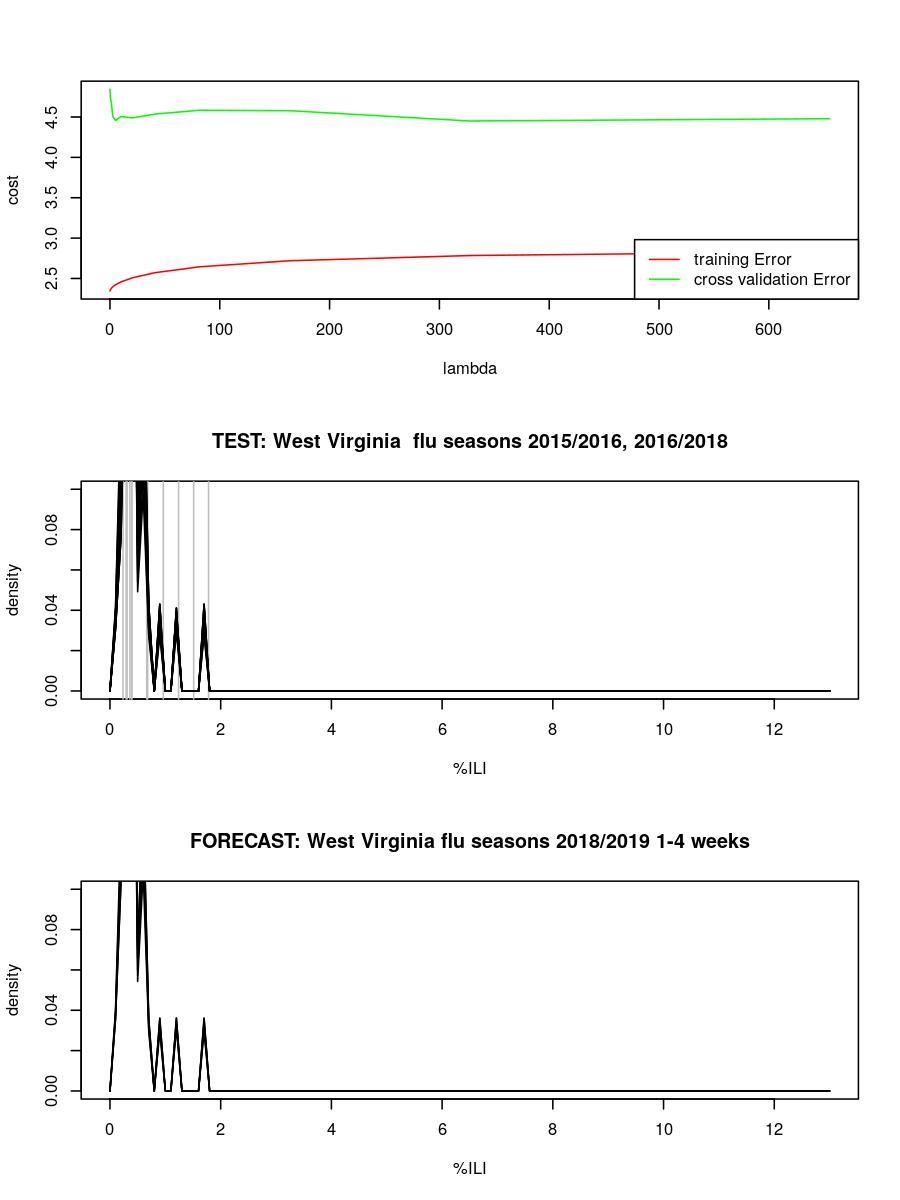 cost
2.5 3.0 3.5 4.0 4.5
training Error
cross validation Error
0 100 200 300 400 500 600
lambda
TEST: West Virginia  flu seasons 2015/2016, 2016/2018
density
0.00 0.04 0.08
0 2 4 6 8 10 12
%ILI
FORECAST: West Virginia flu seasons 2018/2019 1-4 weeks
density
0.00 0.04 0.08
0 2 4 6 8 10 12
%ILI